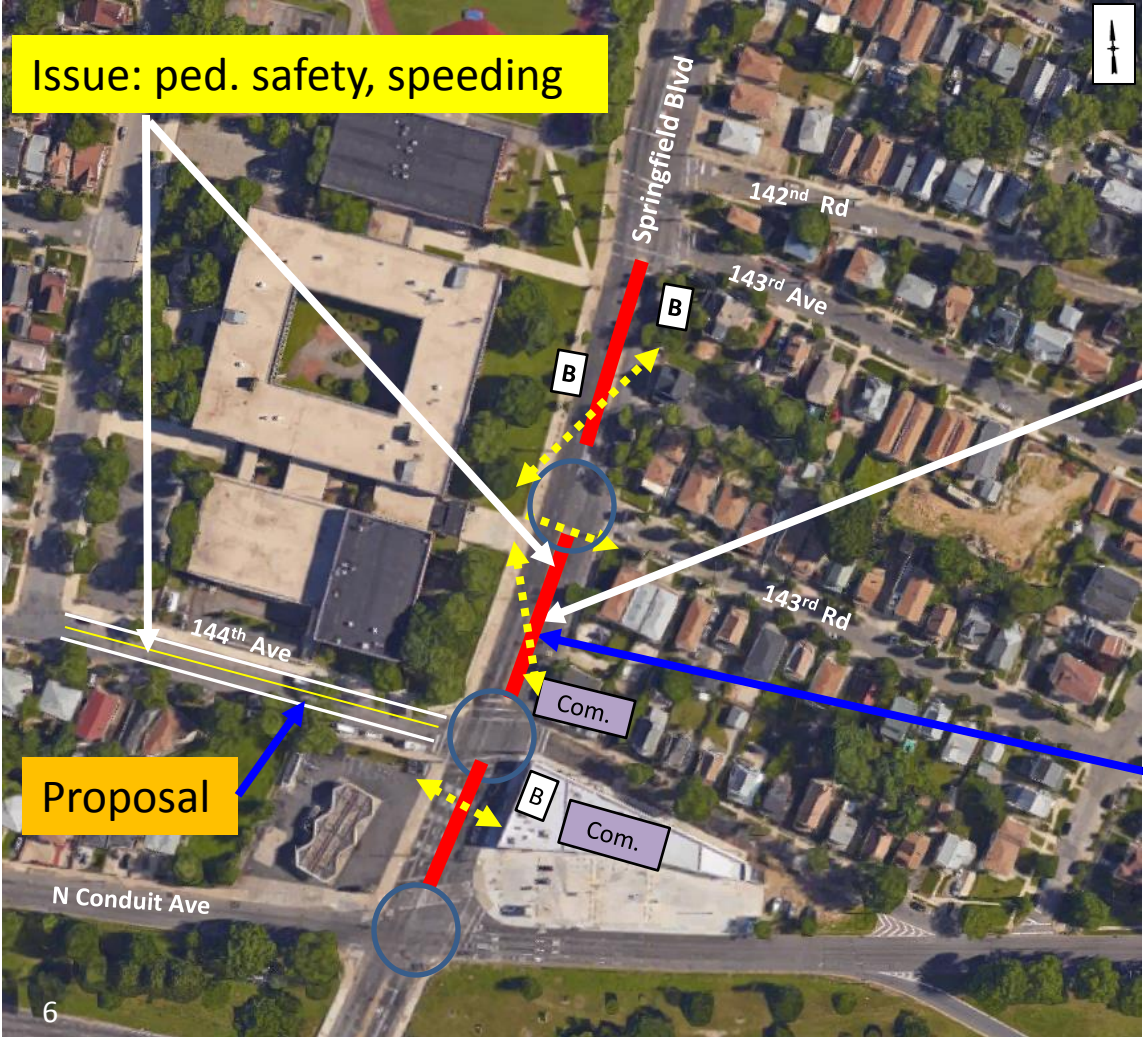 Issue: ped. safety, speeding
Springfield Blvd
142nd Rd
143rd Ave
B
B
143rd Rd
144th Ave
Com.
Proposal
B
Com.
N Conduit Ave
6